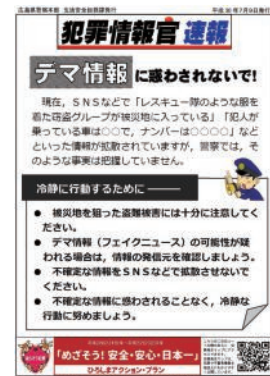 広島県警察本部 生活安全総務課発行
平成30年7月9日発行
犯罪情報官 速報
デマ情報に惑わされないで!
現在、SNSなどで「レスキュー隊のような服を
着た窃盗グループが被災地に入っている」「犯人が
乗っている車は○○で、ナンバーは○○○○」など
といった情報が拡散されていますが、警察では、そ
のような事実は把握していません。
冷静に行動するために
● 被災地を狙った盗難被害には十分に注意してく
ださい。
● デマ情報(フェイクニュース)の可能性が疑
われる場合は、情報の発信元を確認しましょう。
● 不確定な情報をSNSなどで拡散させないで
ください。
● 不確定な情報に惑わされることなく、冷静な
行動に努めましょう。
「めざそう!安全・安心・日本一」
ひろしまアクション・プラン